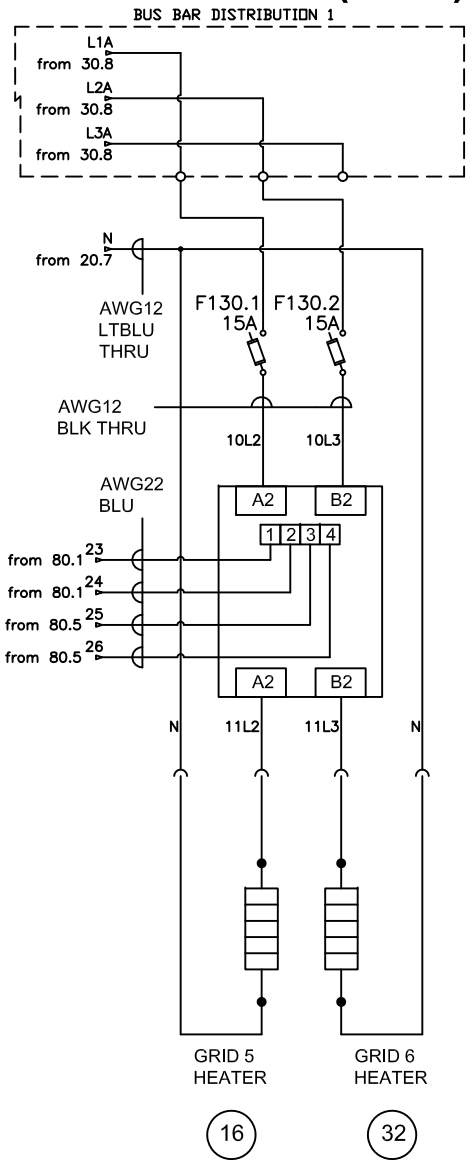 BUS BAR DISTRIBUTION 1
L1A
from 30.8
L2A
from 30.8
L3A
from 30.8
N
from 20.7
AWG12
LTBLU
THRU
F130.1
15A
F130.2
15A
AWG12
BLK THRU
10L2
10L3
AWG22
BLU
A2
B2
1 2 3 4
from 80.1 23
from 80.1 24
from 80.5 25
from 80.5 26
A2
B2
N
11L2
11L3
N
GRID 5
HEATER
GRID 6
HEATER
16
32